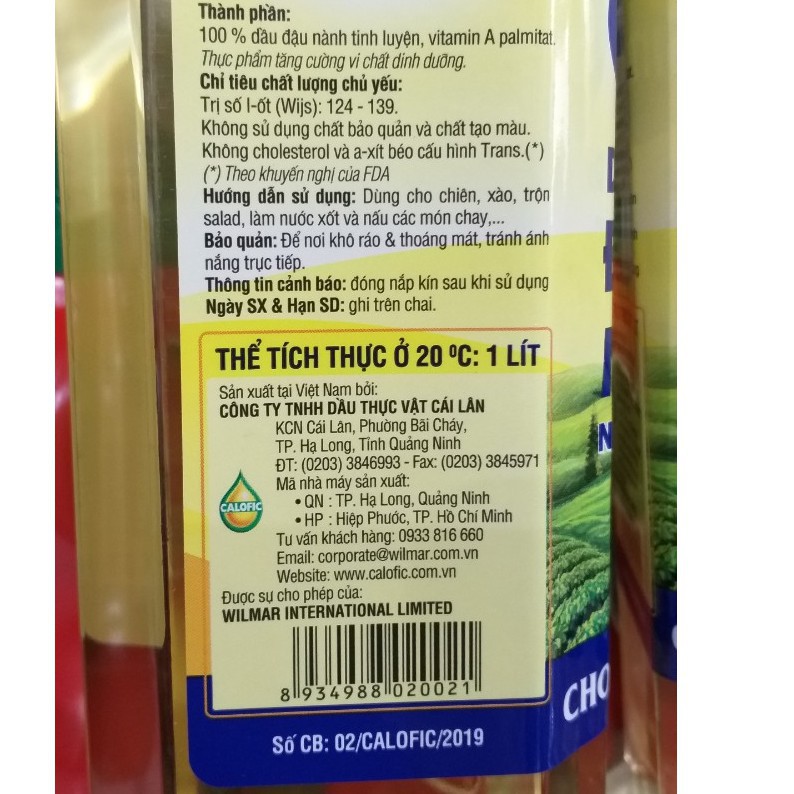 Thành phần:
100 % dầu đậu nành tinh luyện, vitamin A palmitat.
Thực phẩm tăng cường vi chất dinh dưỡng.
Chỉ tiêu chất lượng chủ yếu:
Trị số I-ốt (Wijs): 124 - 139.
Không sử dụng chất bảo quản và chất tạo màu.
Không cholesterol và a-xít béo cấu hình Trans.(*)
(*) Theo khuyến nghị của FDA
Hướng dẫn sử dụng: Dùng cho chiên, xào, trộn
salad, làm nước xốt và nấu các món chay,...
Bảo quản: Để nơi khô ráo & thoáng mát, tránh ánh
nắng trực tiếp.
Thông tin cảnh báo: đóng nắp kín sau khi sử dụng
Ngày SX & Hạn SD: ghi trên chai.
THỂ TÍCH THỰC Ở 20 ⁰C: 1 LÍT
Sản xuất tại Việt Nam bởi:
CÔNG TY TNHH DẦU THỰC VẬT CÁI LÂN
KCN Cái Lân, Phường Bãi Cháy,
TP. Hạ Long, Tỉnh Quảng Ninh
ĐT: (0203) 3846993 - Fax: (0203) 3845971
Mã nhà máy sản xuất:
• QN : TP. Hạ Long, Quảng Ninh
• HP : Hiệp Phước, TP. Hồ Chí Minh
CALOFIC
Tư vấn khách hàng: 0933 816 660
Email: corporate@wilmar.com.vn
Website: www.calofic.com.vn
Được sự cho phép của:
WILMAR INTERNATIONAL LIMITED
8 934988 020021
Số CB: 02/CALOFIC/2019
CHO